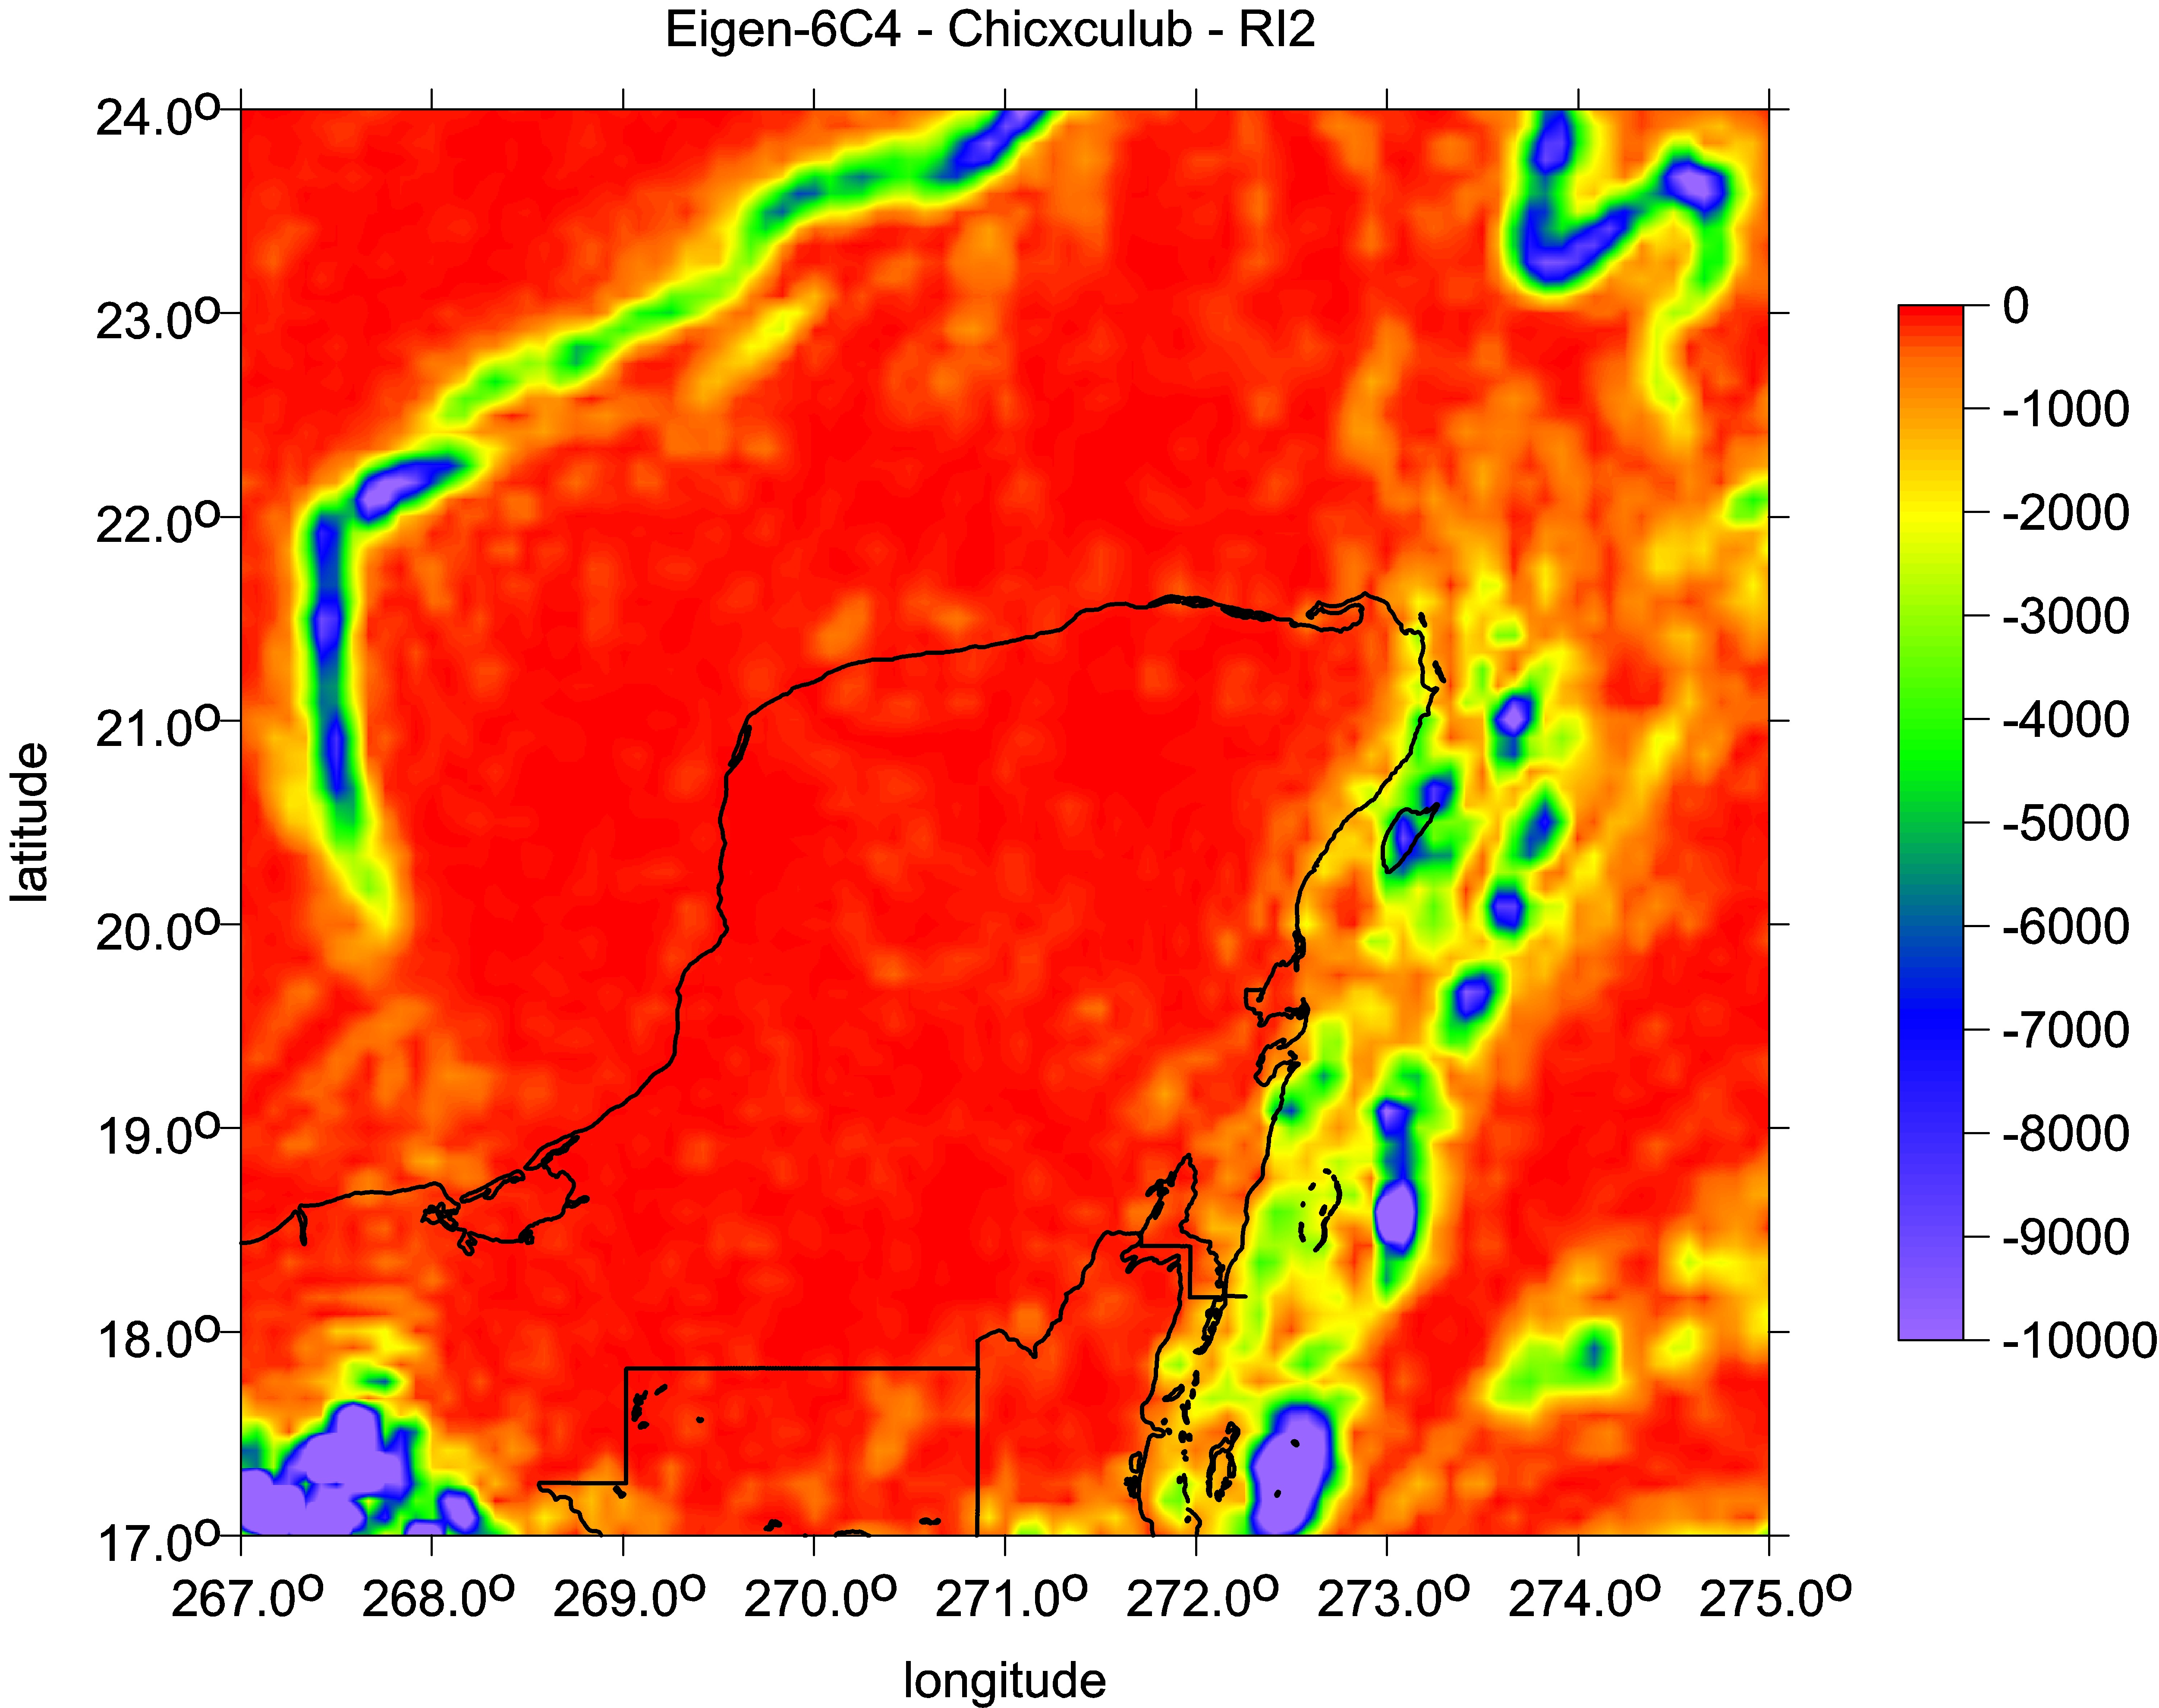 Eigen-6C4 - Chicxculub - RI2
24.0º
23.0º
22.0º
21.0º
20.0º
19.0º
18.0º
17.0º
latitude
267.0º 268.0º 269.0º 270.0º 271.0º 272.0º 273.0º 274.0º 275.0º
longitude
0
-1000
-2000
-3000
-4000
-5000
-6000
-7000
-8000
-9000
-10000